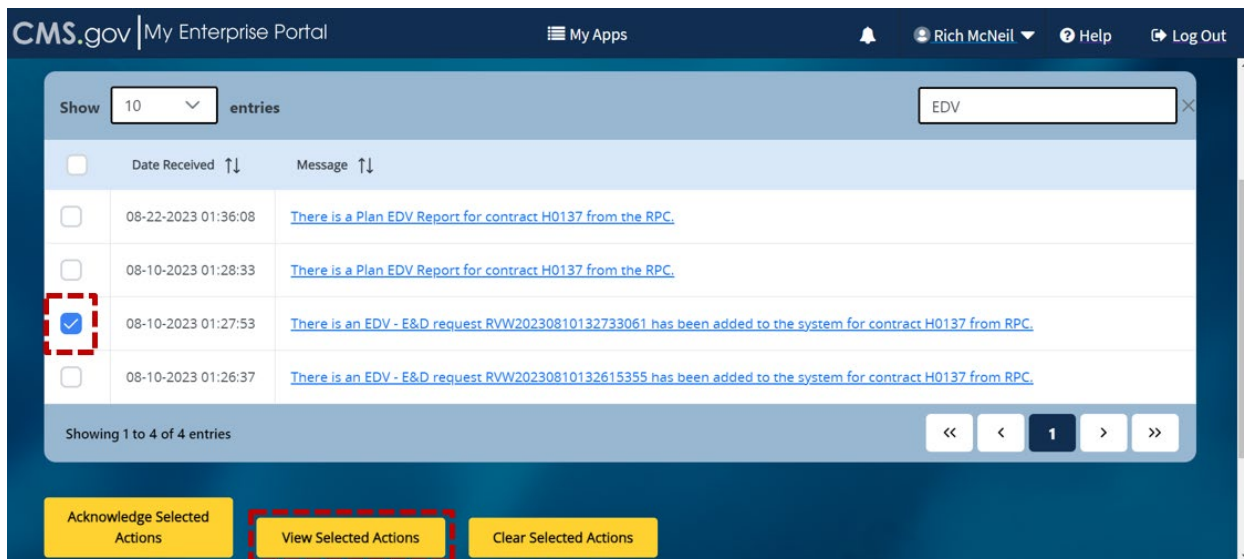 CMS.gov My Enterprise Portal My Apps Rich McNeil Help Log Out
Show 10 entries EDV
Date Received Message
08-22-2023 01:36:08 There is a Plan EDV Report for contract H0137 from the RPC.
08-10-2023 01:28:33 There is a Plan EDV Report for contract H0137 from the RPC.
08-10-2023 01:27:53 There is an EDV - E&D request RVW20230810132733061 has been added to the system for contract H0137 from RPC.
08-10-2023 01:26:37 There is an EDV - E&D request RVW20230810132615355 has been added to the system for contract H0137 from RPC.
Showing 1 to 4 of 4 entries << < 1 > >>
Acknowledge Selected
Actions
View Selected Actions
Clear Selected Actions